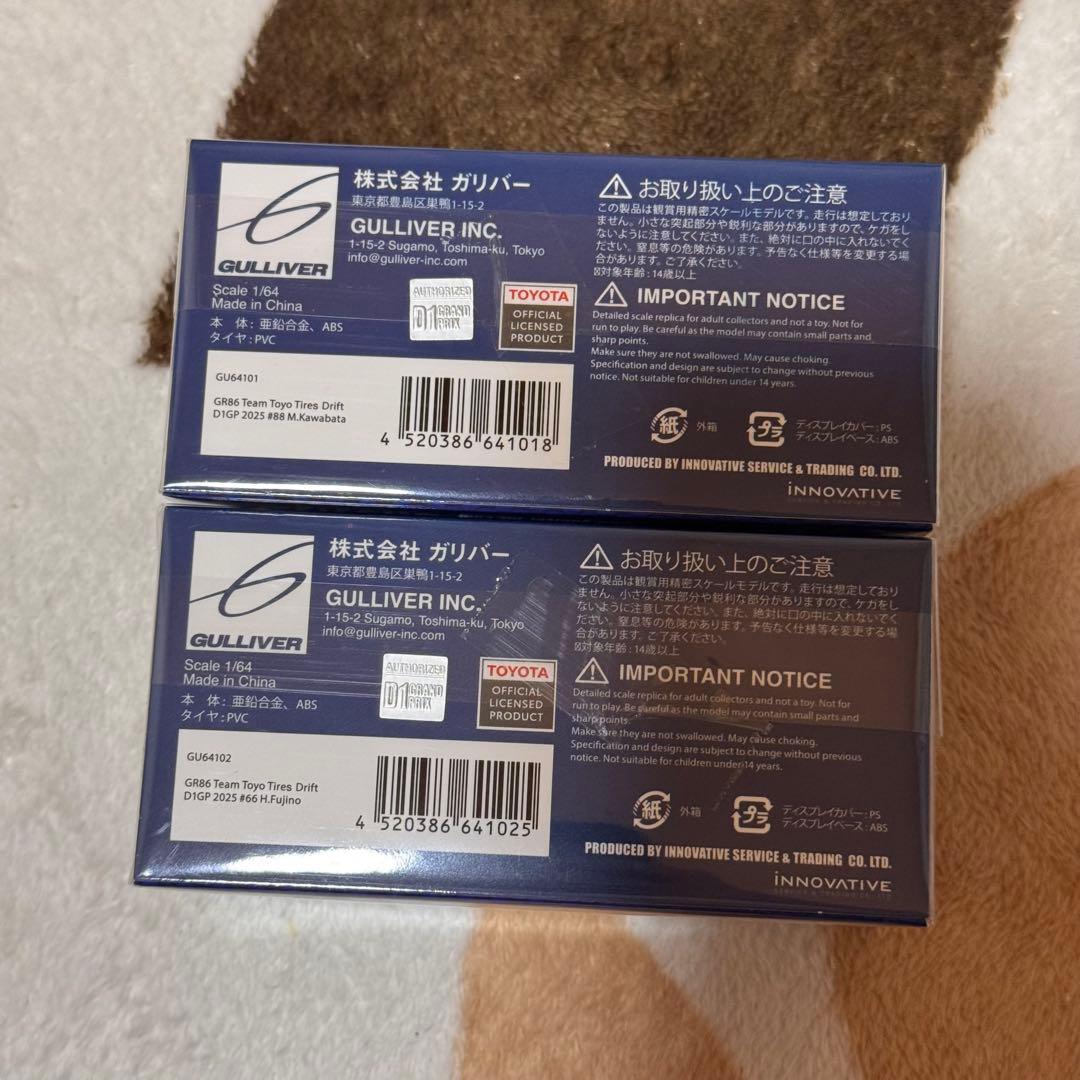 株式会社 ガリバー
東京都豊島区巣鴨1-15-2
GULLIVER INC.
1-15-2 Sugamo, Toshima-ku, Tokyo
info@gulliver-inc.com
GULLIVER
Scale 1/64
Made in China
本 体：亜鉛合金、ABS
タイヤ：PVC
AUTHORIZED
D1 GRAND
PRIX
TOYOTA
OFFICIAL
LICENSED
PRODUCT
GU64101
GR86 Team Toyo Tires Drift
D1GP 2025 #88 M.Kawabata
4 520386 641018
お取り扱い上のご注意
この製品は観賞用精密スケールモデルです。走行は想定しており
ません。小さな突起部分や鋭利な部分がありますので、ケガをし
ないように注意してください。また、絶対に口の中に入れないでく
ださい。窒息等の危険があります。予告なく仕様等を変更する場
合があります。ご了承ください。
対象年齢：14歳以上
IMPORTANT NOTICE
Detailed scale replica for adult collectors and not a toy. Not for
run to play. Be careful as the model may contain small parts and
sharp points.
Make sure they are not swallowed. May cause choking.
Specification and design are subject to change without previous
notice. Not suitable for children under 14 years.
紙 外箱
プラ ディスプレイカバー：PS
ディスプレイベース：ABS
PRODUCED BY INNOVATIVE SERVICE & TRADING CO. LTD.
iNNOVATIVE
株式会社 ガリバー
東京都豊島区巣鴨1-15-2
GULLIVER INC.
1-15-2 Sugamo, Toshima-ku, Tokyo
info@gulliver-inc.com
GULLIVER
Scale 1/64
Made in China
本 体：亜鉛合金、ABS
タイヤ：PVC
AUTHORIZED
D1 GRAND
PRIX
TOYOTA
OFFICIAL
LICENSED
PRODUCT
GU64102
GR86 Team Toyo Tires Drift
D1GP 2025 #66 H.Fujino
4 520386 641025
お取り扱い上のご注意
この製品は観賞用精密スケールモデルです。走行は想定しており
ません。小さな突起部分や鋭利な部分がありますので、ケガをし
ないように注意してください。また、絶対に口の中に入れないでく
ださい。窒息等の危険があります。予告なく仕様等を変更する場
合があります。ご了承ください。
対象年齢：14歳以上
IMPORTANT NOTICE
Detailed scale replica for adult collectors and not a toy. Not for
run to play. Be careful as the model may contain small parts and
sharp points.
Make sure they are not swallowed. May cause choking.
Specification and design are subject to change without previous
notice. Not suitable for children under 14 years.
紙 外箱
プラ ディスプレイカバー：PS
ディスプレイベース：ABS
PRODUCED BY INNOVATIVE SERVICE & TRADING CO. LTD.
iNNOVATIVE